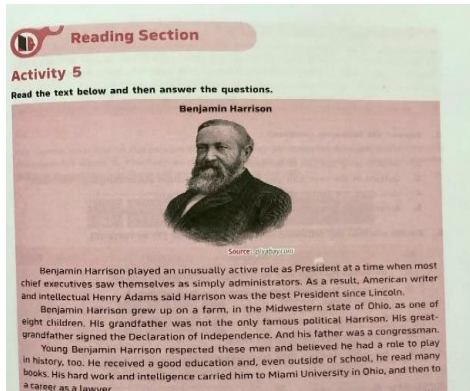 Reading Section
Activity 5
Read the text below and then answer the questions.
Benjamin Harrison
Source: pixabay.com
Benjamin Harrison played an unusually active role as President at a time when most
chief executives saw themselves as simply administrators. As a result, American writer
and intellectual Henry Adams said Harrison was the best President since Lincoln.
Benjamin Harrison grew up on a farm, in the Midwestern state of Ohio, as one of
eight children. His grandfather was not the only famous political Harrison. His great-
grandfather signed the Declaration of Independence. And his father was a congressman.
Young Benjamin Harrison respected these men and believed he had a role to play
in history, too. He received a good education and, even outside of school, he read many
books. His hard work and intelligence carried him to Miami University in Ohio, and then to
a career as a lawyer